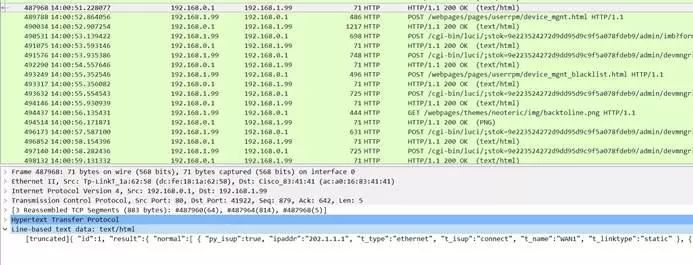 487968 14:00:51.228077 192.168.0.1 192.168.1.99 71 HTTP HTTP/1.1 200 OK (text/html)
489788 14:00:52.864056 192.168.1.99 192.168.0.1 486 HTTP POST /webpages/pages/userrpm/device_mgnt.html HTTP/1.1
490034 14:00:52.907254 192.168.0.1 192.168.1.99 1217 HTTP HTTP/1.1 200 OK (text/html)
490531 14:00:53.139422 192.168.1.99 192.168.0.1 698 HTTP POST /cgi-bin/luci/;stok=9e223524272d9dd95d9c9f5a078fdeb9/admin/imb?form
491075 14:00:53.593146 192.168.0.1 192.168.1.99 71 HTTP HTTP/1.1 200 OK (text/html)
491576 14:00:53.935386 192.168.1.99 192.168.0.1 748 HTTP POST /cgi-bin/luci/;stok=9e223524272d9dd95d9c9f5a078fdeb9/admin/devmngr
492290 14:00:54.557646 192.168.0.1 192.168.1.99 71 HTTP HTTP/1.1 200 OK (text/html)
493249 14:00:55.352546 192.168.1.99 192.168.0.1 496 HTTP POST /webpages/pages/userrpm/device_mgnt_blacklist.html HTTP/1.1
493317 14:00:55.356082 192.168.0.1 192.168.1.99 71 HTTP HTTP/1.1 200 OK (text/html)
493632 14:00:55.554543 192.168.1.99 192.168.0.1 725 HTTP POST /cgi-bin/luci/;stok=9e223524272d9dd95d9c9f5a078fdeb9/admin/devmngr
494146 14:00:55.930939 192.168.0.1 192.168.1.99 71 HTTP HTTP/1.1 200 OK (text/html)
494437 14:00:56.135431 192.168.1.99 192.168.0.1 444 HTTP GET /webpages/themes/neoteric/img/backtoline.png HTTP/1.1
494514 14:00:56.171871 192.168.0.1 192.168.1.99 71 HTTP HTTP/1.1 200 OK (PNG)
496173 14:00:57.587100 192.168.1.99 192.168.0.1 631 HTTP POST /cgi-bin/luci/;stok=9e223524272d9dd95d9c9f5a078fdeb9/admin/devmngr
496852 14:00:58.154396 192.168.0.1 192.168.1.99 71 HTTP HTTP/1.1 200 OK (text/html)
497140 14:00:58.282436 192.168.1.99 192.168.0.1 725 HTTP POST /cgi-bin/luci/;stok=9e223524272d9dd95d9c9f5a078fdeb9/admin/devmngr
498132 14:00:59.131332 192.168.0.1 192.168.1.99 71 HTTP HTTP/1.1 200 OK (text/html)
Frame 487968: 71 bytes on wire (568 bits), 71 bytes captured (568 bits) on interface 0
Ethernet II, Src: Tp-LinkT_1a:62:58 (dc:fe:18:1a:62:58), Dst: Cisco_83:41:41 (ac:a0:16:83:41:41)
Internet Protocol Version 4, Src: 192.168.0.1, Dst: 192.168.1.99
Transmission Control Protocol, Src Port: 80, Dst Port: 41922, Seq: 879, Ack: 642, Len: 5
[3 Reassembled TCP Segments (883 bytes): #487960(64), #487964(814), #487968(5)]
Hypertext Transfer Protocol
Line-based text data: text/html
[truncated]{ "id":1, "result":{ "normal":[ { "py_isup":true, "ipaddr":"202.1.1.1", "t_type":"ethernet", "t_isup":"connect", "t_name":"WAN1", "t_linktype":"static" }, {